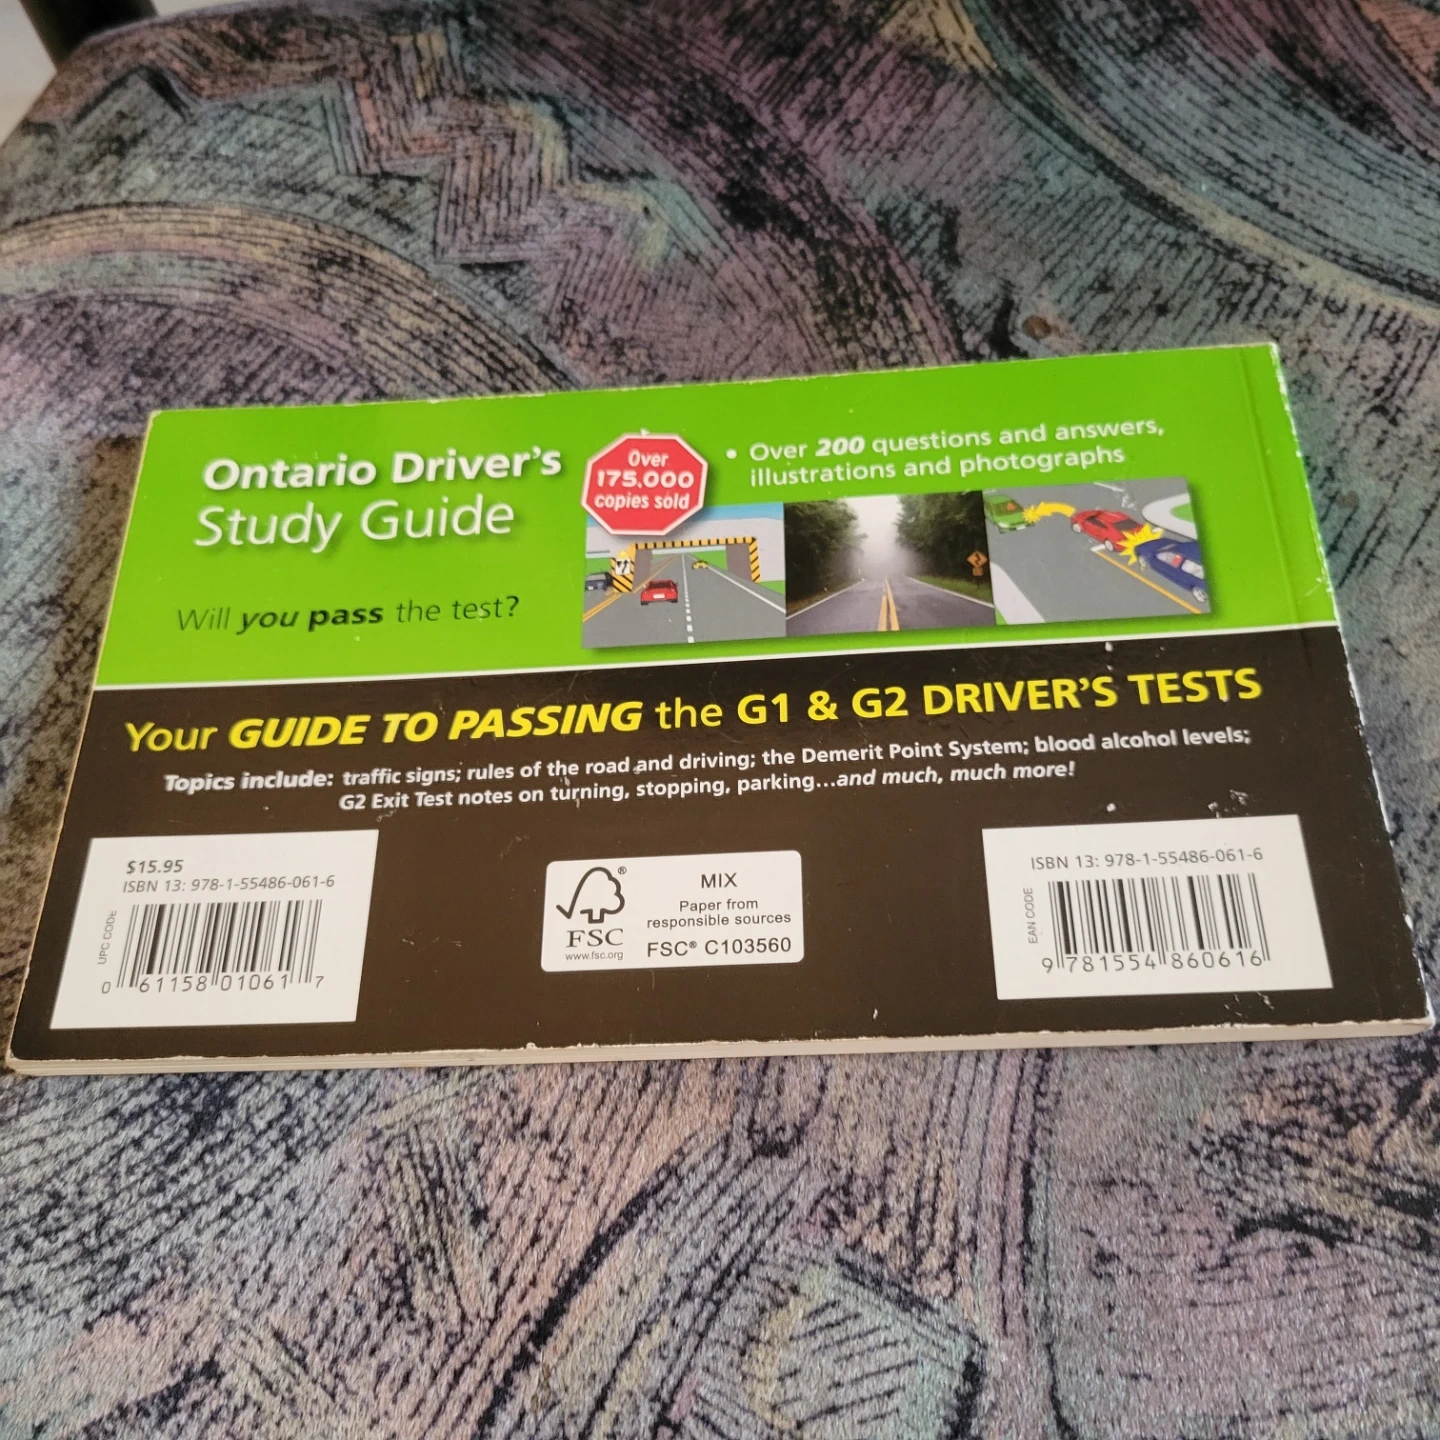 Ontario Driver's
Study Guide
Will you pass the test?
Over
175,000
copies sold
• Over 200 questions and answers,
illustrations and photographs
Your GUIDE TO PASSING the G1 & G2 DRIVER'S TESTS
Topics include: traffic signs; rules of the road and driving; the Demerit Point System; blood alcohol levels;
G2 Exit Test notes on turning, stopping, parking...and much, much more!
$15.95
ISBN 13: 978-1-55486-061-6
UPC CODE
0 61158 01061 7
FSC®
www.fsc.org
MIX
Paper from
responsible sources
FSC® C103560
ISBN 13: 978-1-55486-061-6
EAN CODE
9 781554 860616